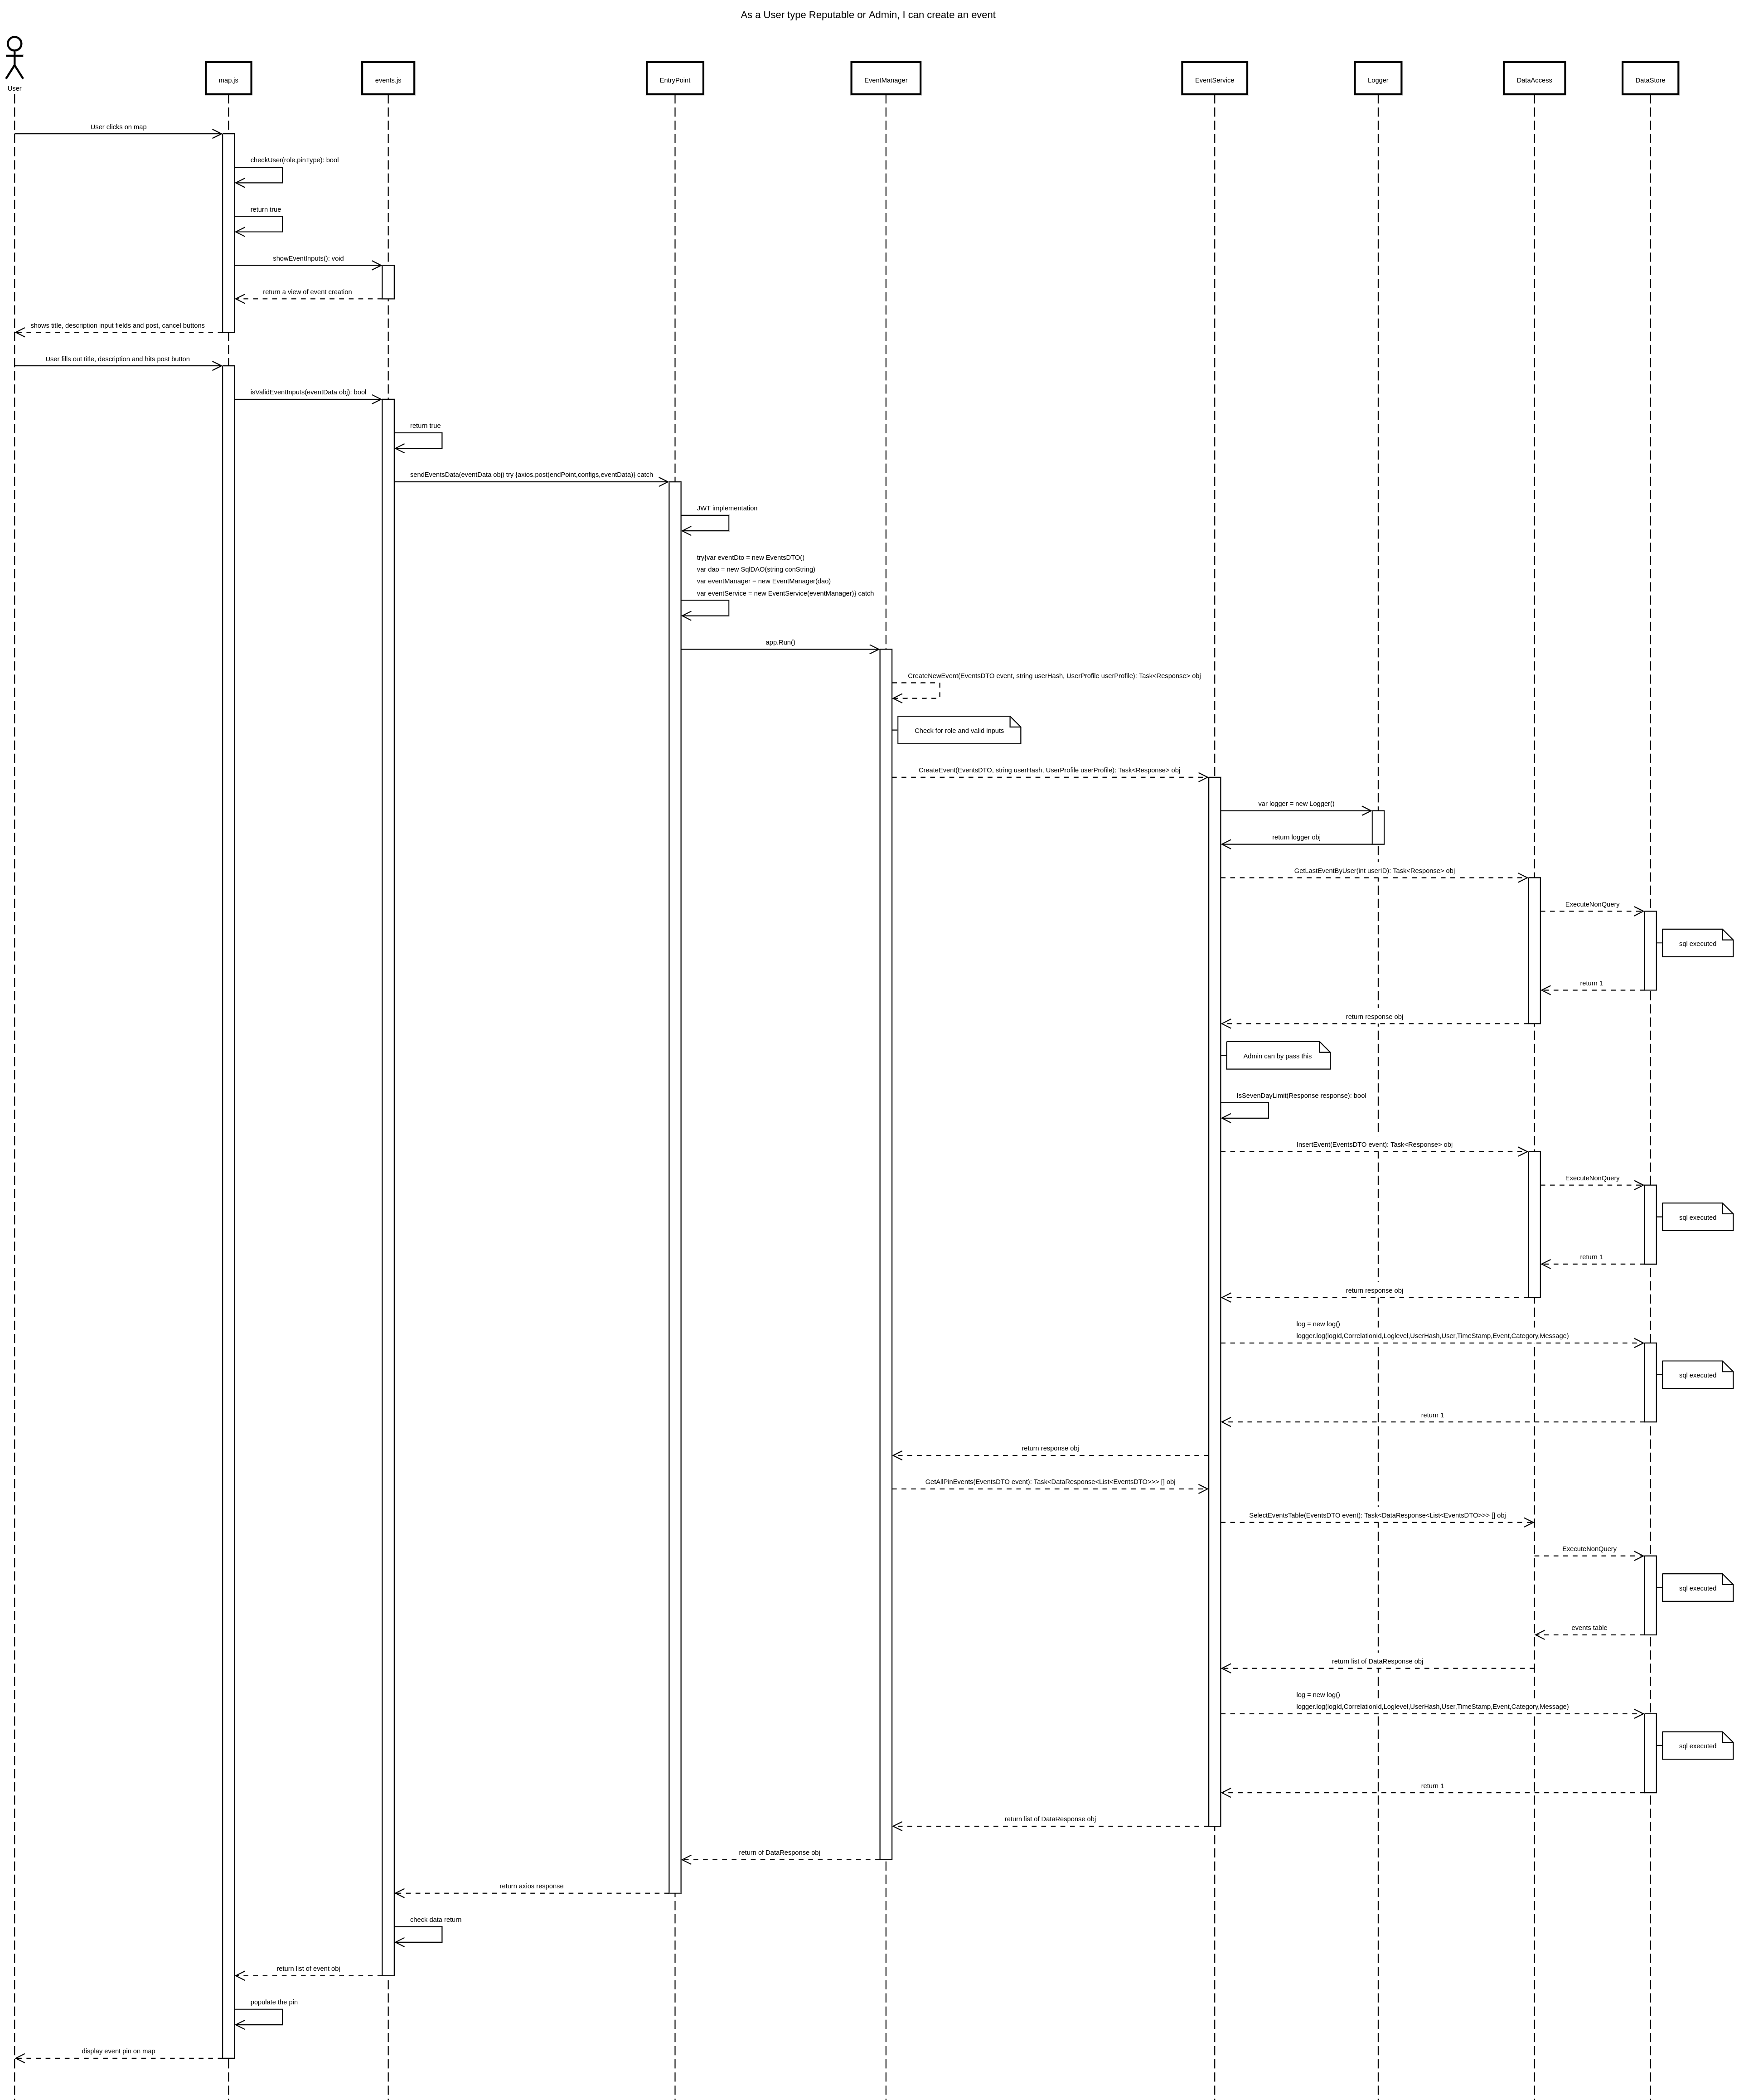 As a User type Reputable or Admin, I can create an event
User
map.js
events.js
EntryPoint
EventManager
EventService
Logger
DataAccess
DataStore
User clicks on map
checkUser(role,pinType): bool
return true
showEventInputs(): void
return a view of event creation
shows title, description input fields and post, cancel buttons
User fills out title, description and hits post button
isValidEventInputs(eventData obj): bool
return true
sendEventsData(eventData obj) try {axios.post(endPoint,configs,eventData)} catch
JWT implementation
try{var eventDto = new EventsDTO()
var dao = new SqlDAO(string conString)
var eventManager = new EventManager(dao)
var eventService = new EventService(eventManager)} catch
app.Run()
CreateNewEvent(EventsDTO event, string userHash, UserProfile userProfile): Task<Response> obj
Check for role and valid inputs
CreateEvent(EventsDTO, string userHash, UserProfile userProfile): Task<Response> obj
var logger = new Logger()
return logger obj
GetLastEventByUser(int userID): Task<Response> obj
ExecuteNonQuery
sql executed
return 1
return response obj
Admin can by pass this
IsSevenDayLimit(Response response): bool
InsertEvent(EventsDTO event): Task<Response> obj
ExecuteNonQuery
sql executed
return 1
return response obj
log = new log()
logger.log(logId,CorrelationId,Loglevel,UserHash,User,TimeStamp,Event,Category,Message)
sql executed
return 1
return response obj
GetAllPinEvents(EventsDTO event): Task<DataResponse<List<EventsDTO>>> [] obj
SelectEventsTable(EventsDTO event): Task<DataResponse<List<EventsDTO>>> [] obj
ExecuteNonQuery
sql executed
events table
return list of DataResponse obj
log = new log()
logger.log(logId,CorrelationId,Loglevel,UserHash,User,TimeStamp,Event,Category,Message)
sql executed
return 1
return list of DataResponse obj
return of DataResponse obj
return axios response
check data return
return list of event obj
populate the pin
display event pin on map